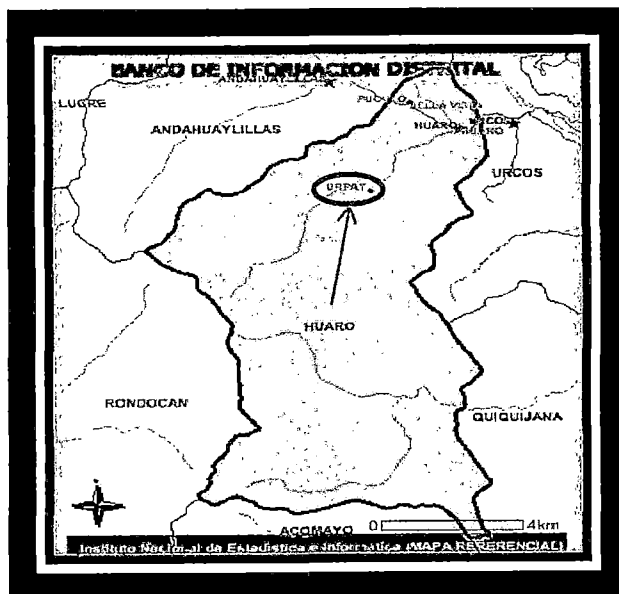 BANCO DE INFORMACION DISTRITAL
ANDAHUAYLILLAS
LUCRE
HUARO
ANDAHUAYLILLAS
URCOS
URPAY
HUARO
RONDOCAN
QUIQUIJANA
ACOMAYO
0 4km
Instituto Nacional de Estadistica e Informatica (MAPA REFERENCIAL)